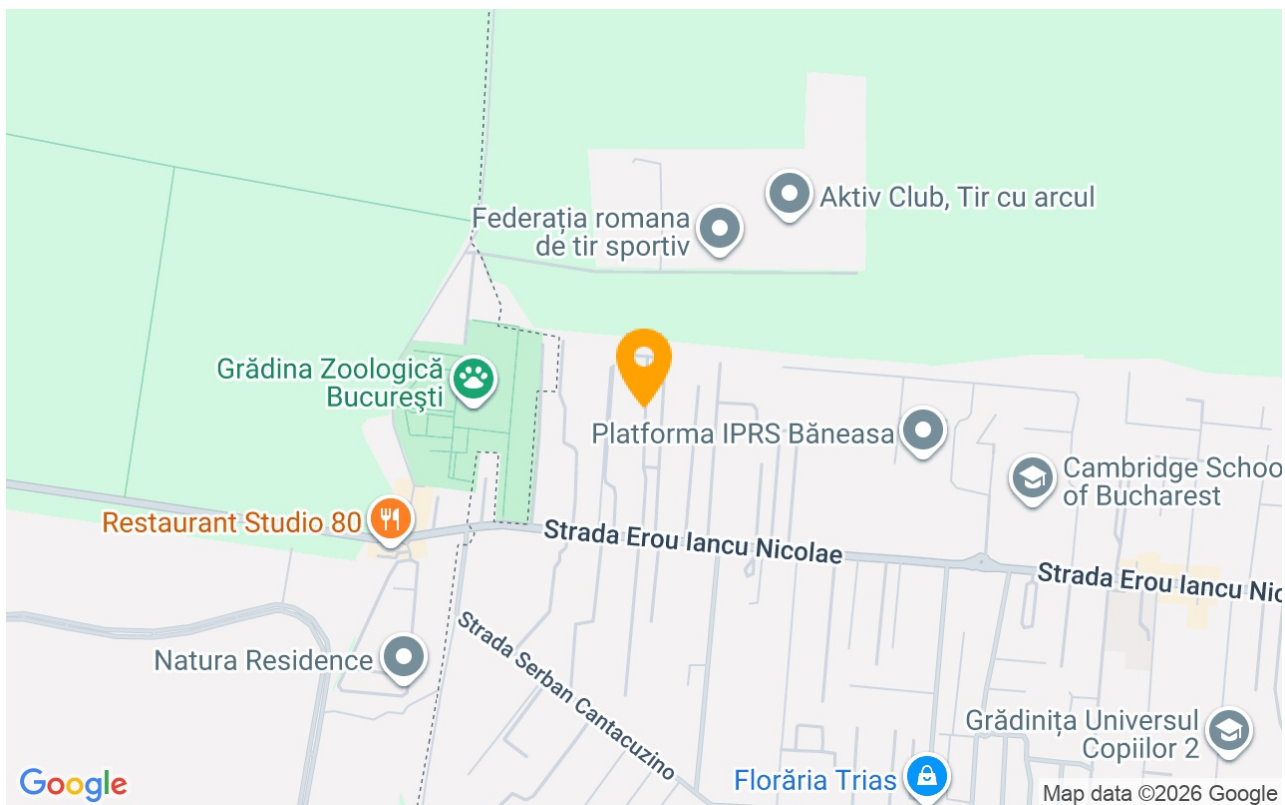 Aktiv Club, Tir cu arcul
Federația romana
de tir sportiv
Grădina Zoologică
București
Platforma IPRS Băneasa
Cambridge Schoo
of Bucharest
Restaurant Studio 80
Strada Erou Iancu Nicolae
Strada Erou Iancu Nic
Strada Serban Cantacuzino
Natura Residence
Grădinița Universul
Copiilor 2
Florăria Trias
Google
Map data ©2026 Google